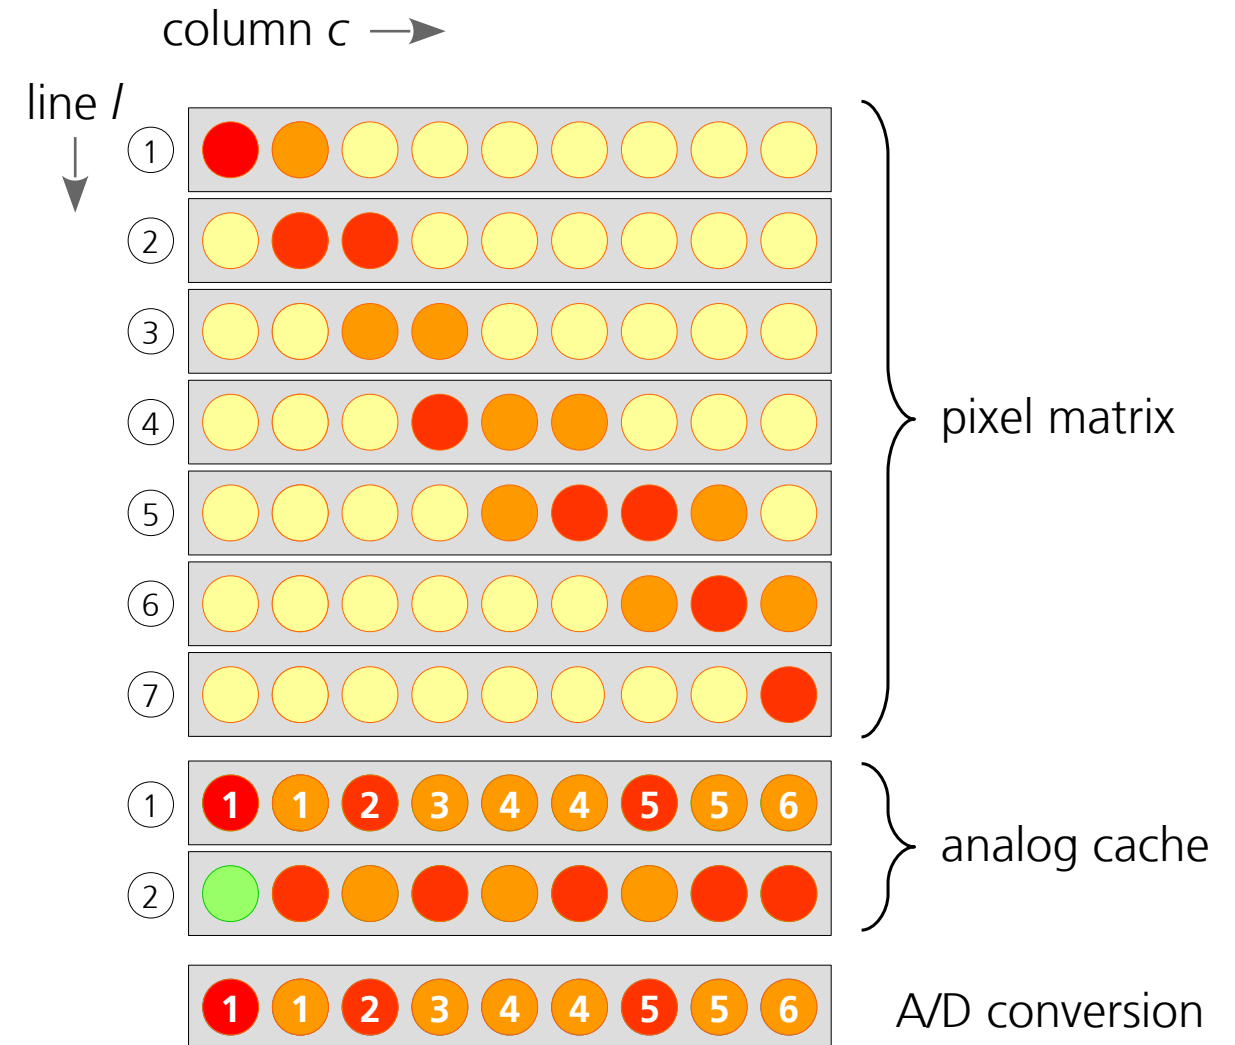 column c
line l
1
2
3
4
5
6
7
pixel matrix
1 1 1 2 3 4 4 5 5 6
2
analog cache
1 1 2 3 4 4 5 5 6
A/D conversion